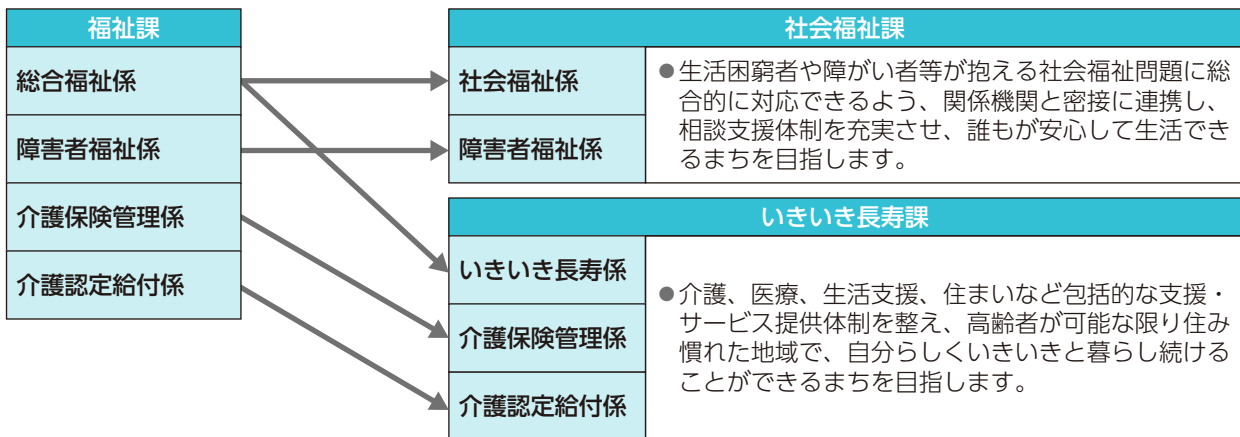 福祉課
総合福祉係
障害者福祉係
介護保険管理係
介護認定給付係
社会福祉課
社会福祉係
障害者福祉係
●生活困窮者や障がい者等が抱える社会福祉問題に総
合的に対応できるよう、関係機関と密接に連携し、
相談支援体制を充実させ、誰もが安心して生活でき
るまちを目指します。
いきいき長寿課
いきいき長寿係
介護保険管理係
介護認定給付係
●介護、医療、生活支援、住まいなど包括的な支援・
サービス提供体制を整え、高齢者が可能な限り住み
慣れた地域で、自分らしくいきいきと暮らし続ける
ことができるまちを目指します。